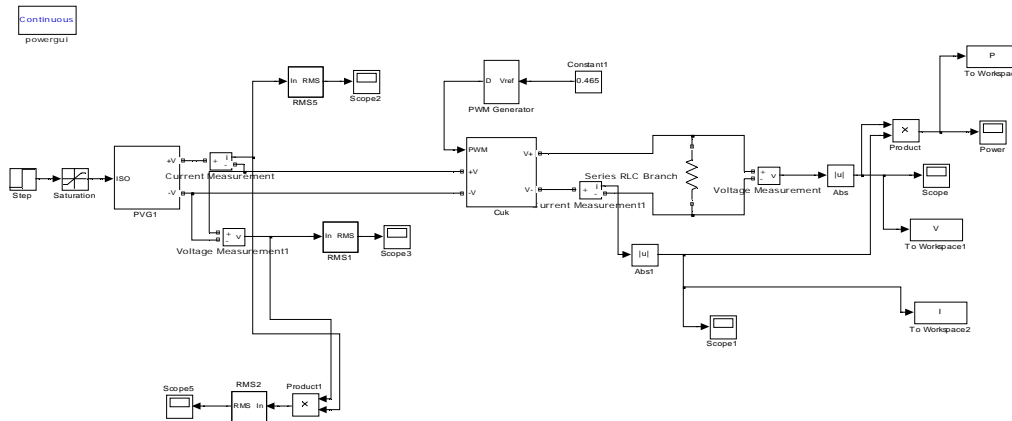 Continuous
powergui
Step
Saturation
ISO
+V
-V
PVG1
+
-
i
Current Measurement
In RMS
RMS5
Scope2
+
-
v
Voltage Measurement1
In RMS
RMS1
Scope3
D Vref
PWM Generator
Constant1
0.465
PWM
+V
-V
V+
V-
Cuk
+
-
i
Current Measurement1
Series RLC Branch
+
-
v
Voltage Measurement
|u|
Abs
|u|
Abs1
×
Product
P
To Workspac
Power
Scope
V
To Workspace1
I
To Workspace2
Scope1
Scope5
RMS2
RMS In
Product1
×